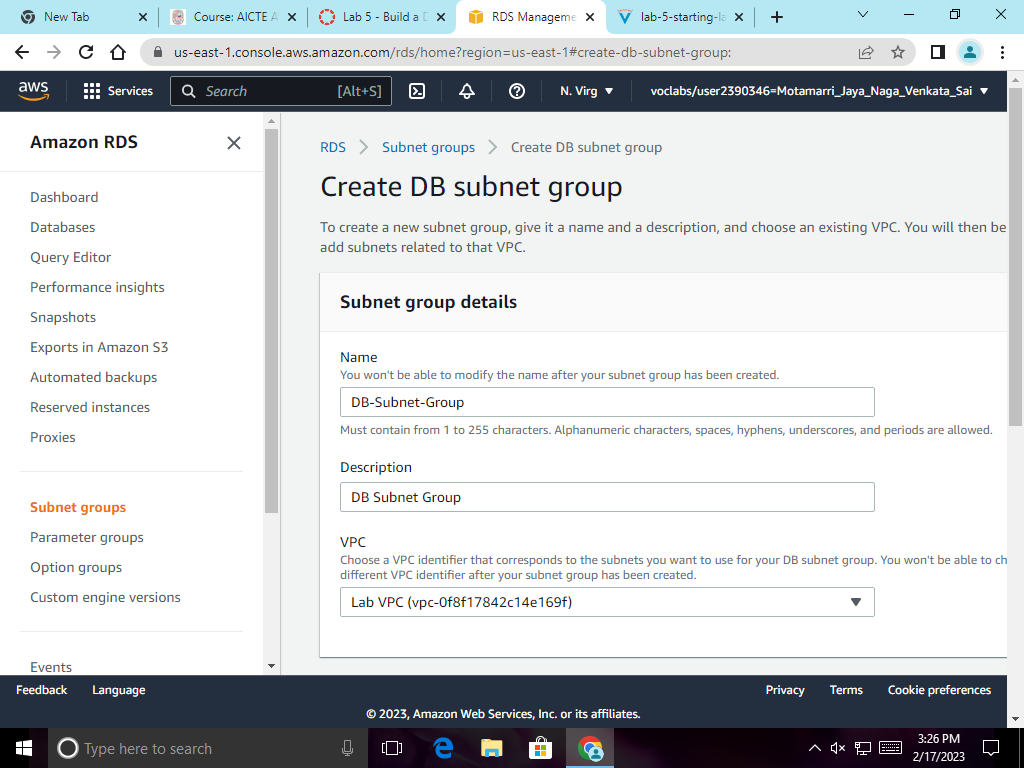 New Tab
Course: AICTE A
Lab 5 - Build a D
RDS Manageme
lab-5-starting-la
us-east-1.console.aws.amazon.com/rds/home?region=us-east-1#create-db-subnet-group:
aws
Services
Search
[Alt+S]
N. Virg
voclabs/user2390346=Motamarri_Jaya_Naga_Venkata_Sai
Amazon RDS
Dashboard
Databases
Query Editor
Performance insights
Snapshots
Exports in Amazon S3
Automated backups
Reserved instances
Proxies
Subnet groups
Parameter groups
Option groups
Custom engine versions
Events
RDS
Subnet groups
Create DB subnet group
Create DB subnet group
To create a new subnet group, give it a name and a description, and choose an existing VPC. You will then be
add subnets related to that VPC.
Subnet group details
Name
You won't be able to modify the name after your subnet group has been created.
DB-Subnet-Group
Must contain from 1 to 255 characters. Alphanumeric characters, spaces, hyphens, underscores, and periods are allowed.
Description
DB Subnet Group
VPC
Choose a VPC identifier that corresponds to the subnets you want to use for your DB subnet group. You won't be able to ch
different VPC identifier after your subnet group has been created.
Lab VPC (vpc-0f8f17842c14e169f)
Feedback
Language
Privacy
Terms
Cookie preferences
© 2023, Amazon Web Services, Inc. or its affiliates.
Type here to search
3:26 PM
2/17/2023